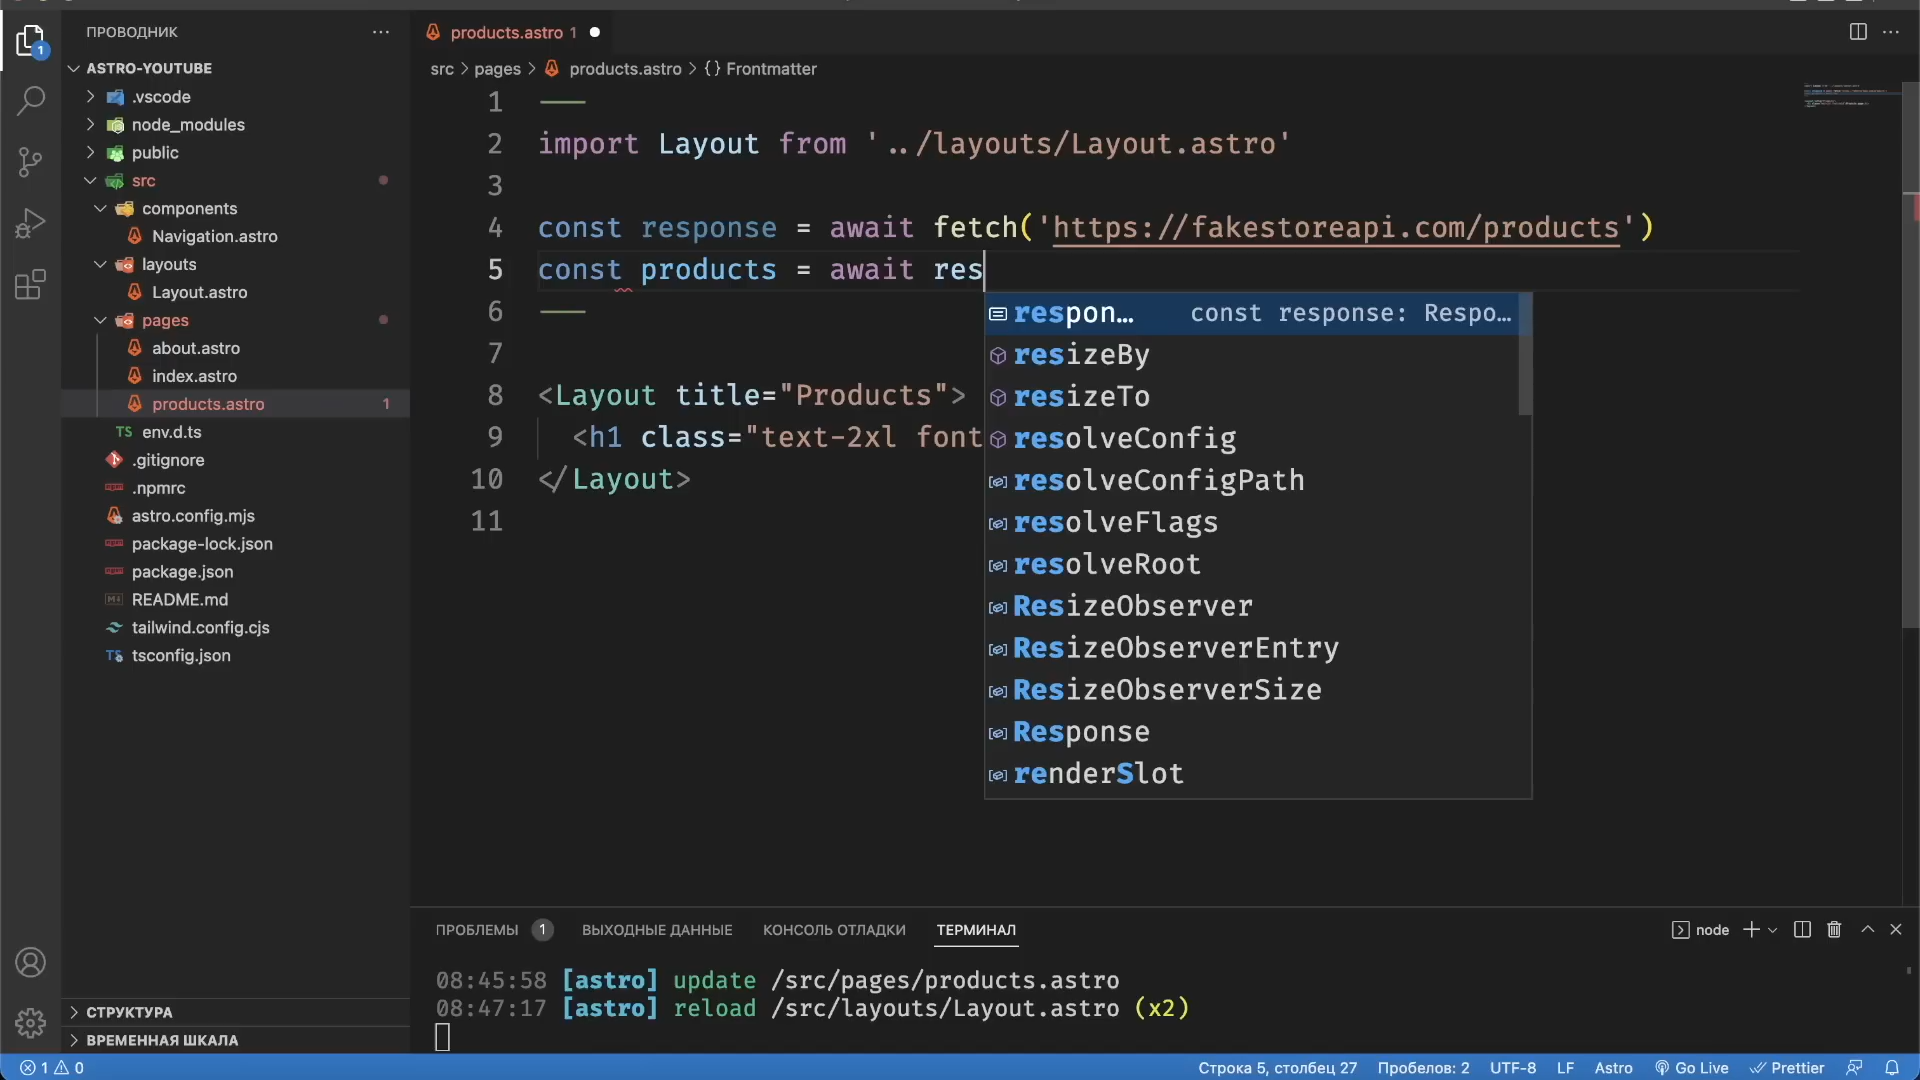 ПРОВОДНИК
ASTRO-YOUTUBE
.vscode
node_modules
public
src
components
Navigation.astro
layouts
Layout.astro
pages
about.astro
index.astro
products.astro 1
TS env.d.ts
.gitignore
.npmrc
astro.config.mjs
package-lock.json
package.json
README.md
tailwind.config.cjs
TS tsconfig.json
СТРУКТУРА
ВРЕМЕННАЯ ШКАЛА
1
products.astro 1
src > pages > products.astro > {} Frontmatter
1 ---
2 import Layout from '../layouts/Layout.astro'
3
4 const response = await fetch('https://fakestoreapi.com/products')
5 const products = await res
6 ---
7
8 <Layout title="Products">
9 <h1 class="text-2xl font
10 </Layout>
11
respon… const response: Respo…
resizeBy
resizeTo
resolveConfig
resolveConfigPath
resolveFlags
resolveRoot
ResizeObserver
ResizeObserverEntry
ResizeObserverSize
Response
renderSlot
ПРОБЛЕМЫ 1 ВЫХОДНЫЕ ДАННЫЕ КОНСОЛЬ ОТЛАДКИ ТЕРМИНАЛ node
08:45:58 [astro] update /src/pages/products.astro
08:47:17 [astro] reload /src/layouts/Layout.astro (x2)
1 0 Строка 5, столбец 27 Пробелов: 2 UTF-8 LF Astro Go Live Prettier